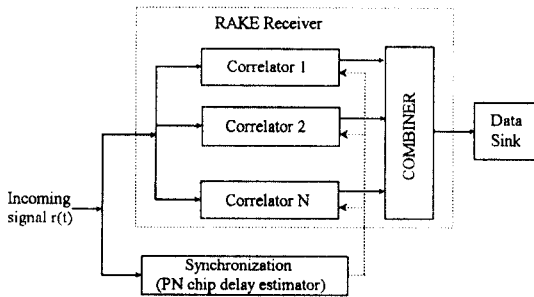 RAKE Receiver
Correlator 1
Correlator 2
Correlator N
COMBINER
Data
Sink
Incoming
signal r(t)
Synchronization
(PN chip delay estimator)